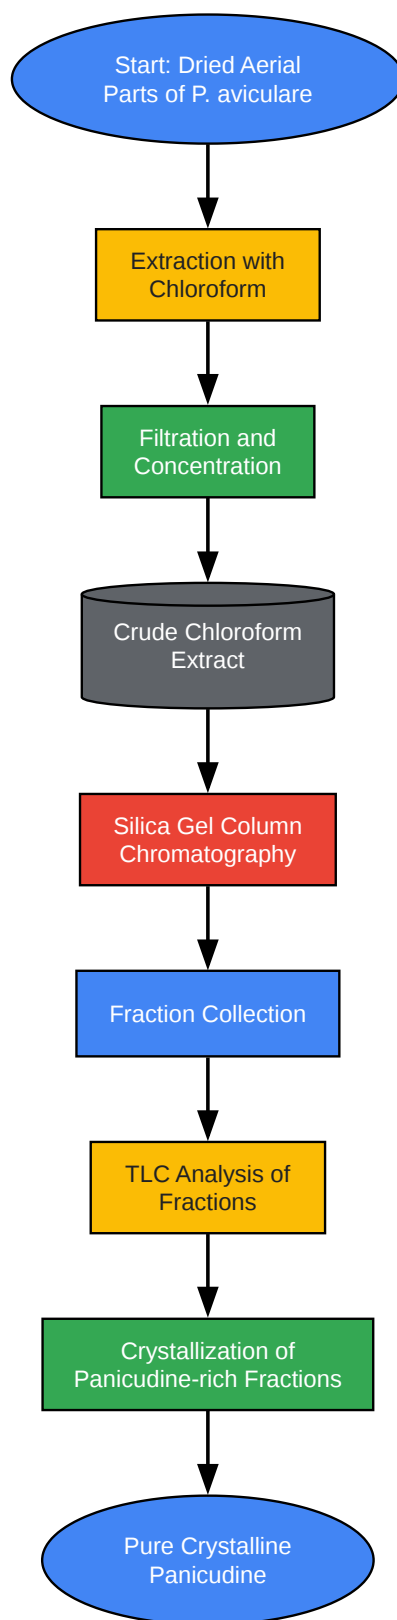 Start: Dried Aerial
Parts of P. aviculare
Extraction with
Chloroform
Filtration and
Concentration
Crude Chloroform
Extract
Silica Gel Column
Chromatography
Fraction Collection
TLC Analysis of
Fractions
Crystallization of
Panicudine-rich Fractions
Pure Crystalline
Panicudine